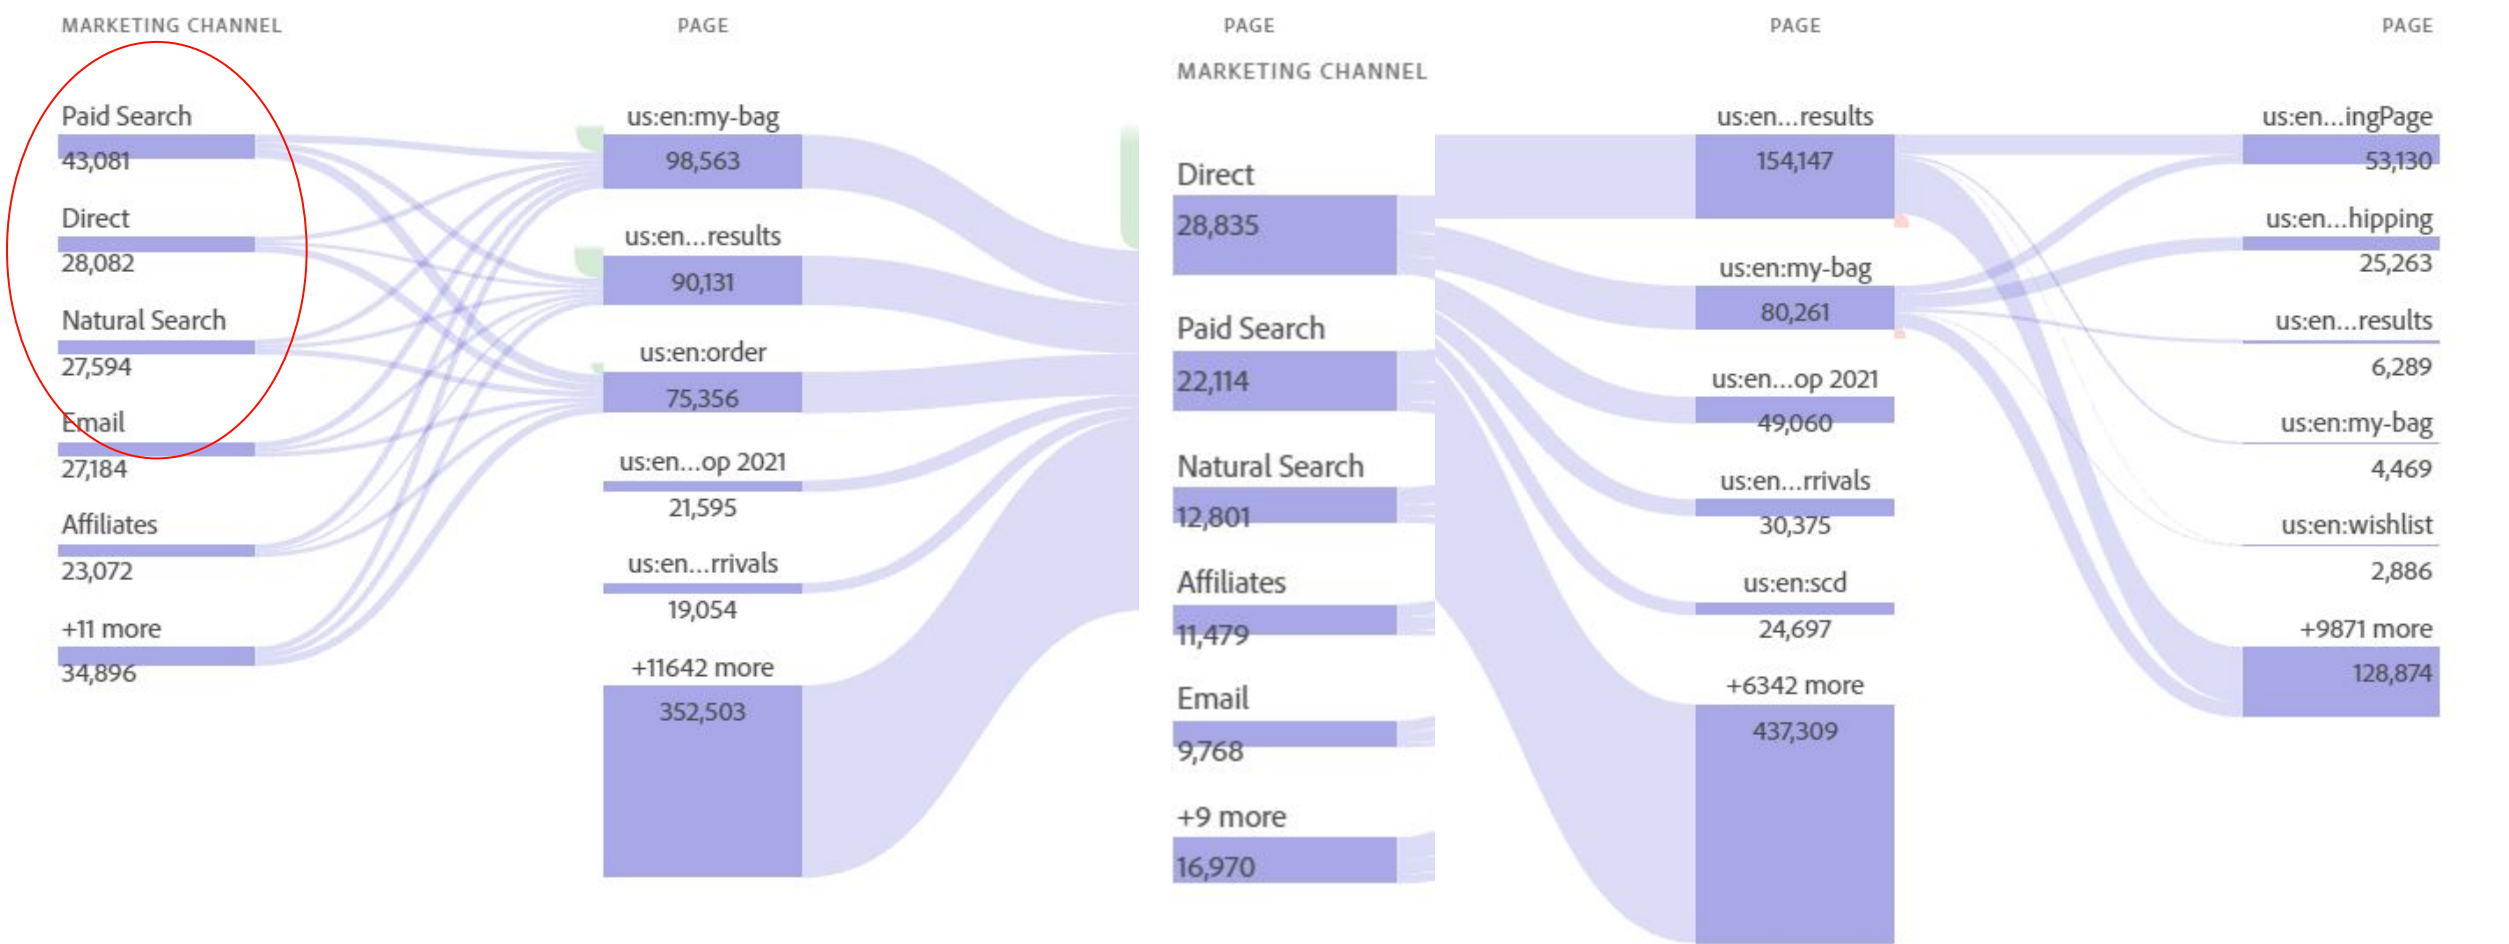 MARKETING CHANNEL
PAGE
PAGE
PAGE
PAGE
MARKETING CHANNEL
Paid Search
43,081
Direct
28,082
Natural Search
27,594
Email
27,184
Affiliates
23,072
+11 more
34,896
us:en:my-bag
98,563
us:en...results
90,131
us:en:order
75,356
us:en...op 2021
21,595
us:en...rrivals
19,054
+11642 more
352,503
Direct
28,835
Paid Search
22,114
Natural Search
12,801
Affiliates
11,479
Email
9,768
+9 more
16,970
us:en...results
154,147
us:en:my-bag
80,261
us:en...op 2021
49,060
us:en...rrivals
30,375
us:en:scd
24,697
+6342 more
437,309
us:en...ingPage
53,130
us:en...hipping
25,263
us:en...results
6,289
us:en:my-bag
4,469
us:en:wishlist
2,886
+9871 more
128,874